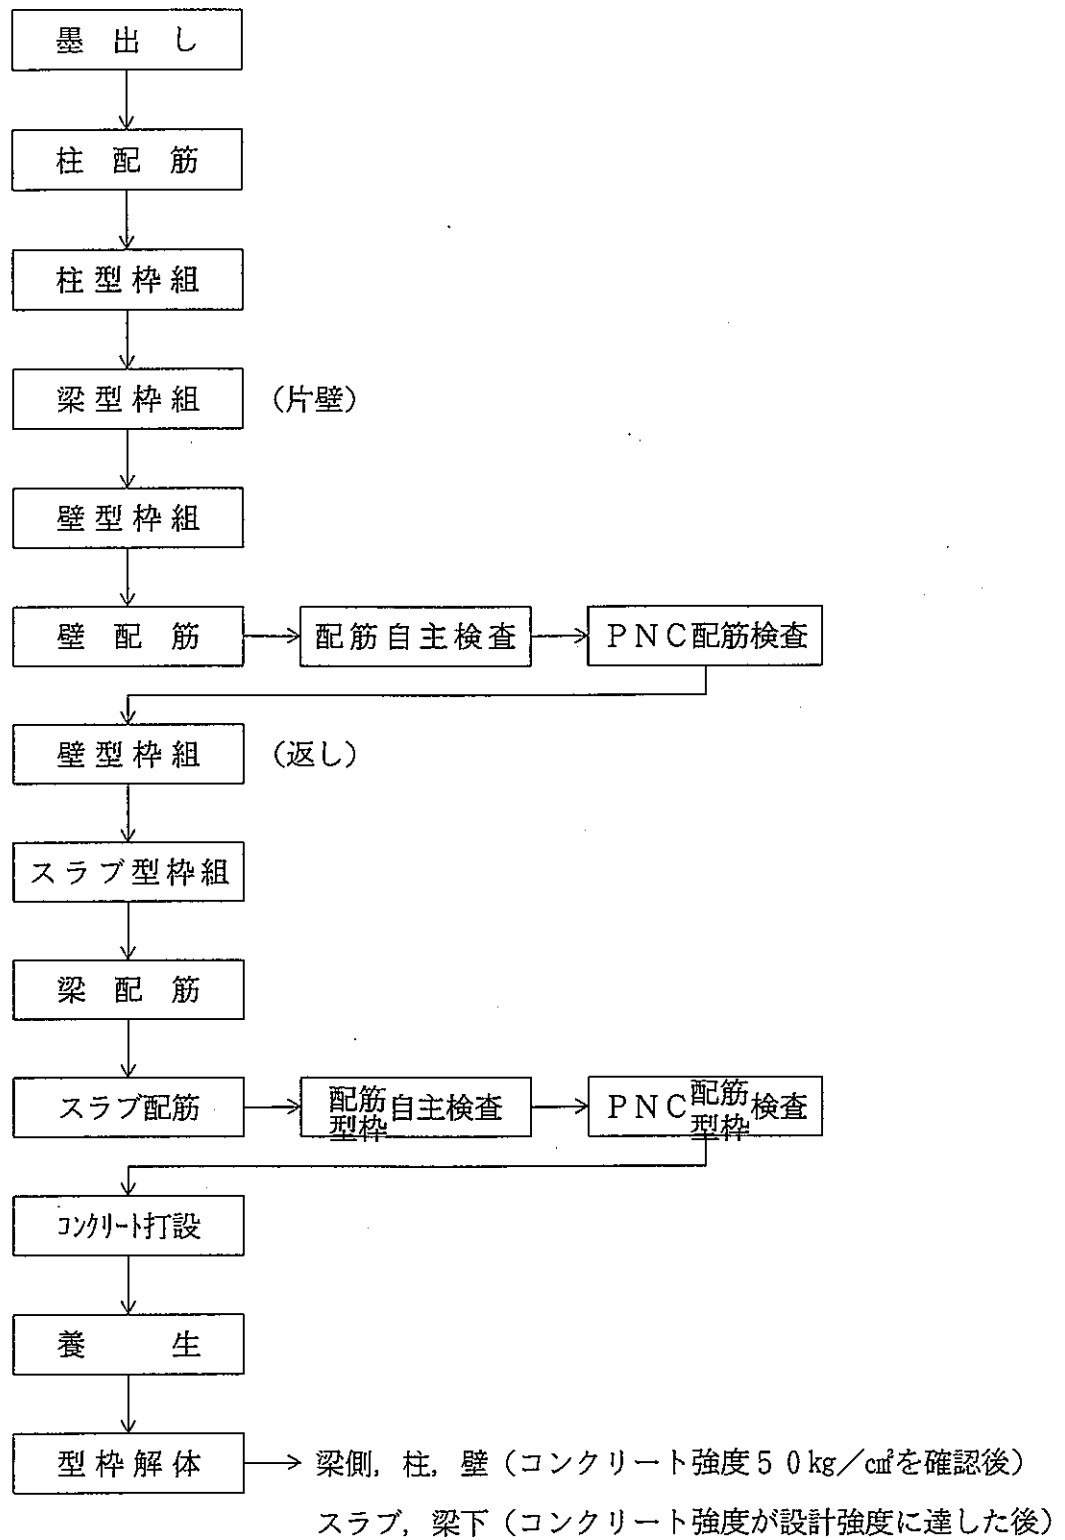 墨出し
柱配筋
柱型枠組
梁型枠組 (片壁)
壁型枠組
壁配筋 配筋自主検査 PNC配筋検査
壁型枠組 (返し)
スラブ型枠組
梁配筋
スラブ配筋 配筋型枠自主検査 PNC配筋型枠検査
コンクリート打設
養生
型枠解体 梁側,柱,壁(コンクリート強度50kg/c㎡を確認後)
スラブ,梁下(コンクリート強度が設計強度に達した後)